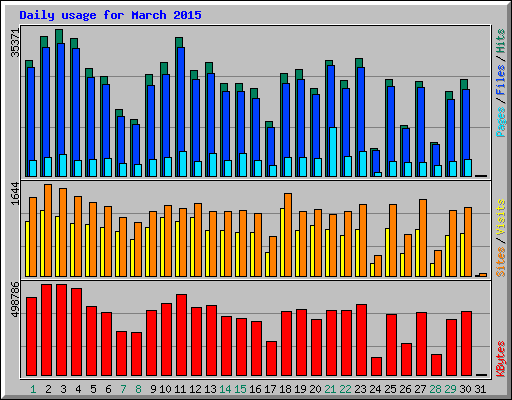 Daily usage for March 2015
35371
Pages / Files / Hits
1644
Sites / Visits
498786
KBytes
1 2 3 4 5 6 7 8 9 10 11 12 13 14 15 16 17 18 19 20 21 22 23 24 25 26 27 28 29 30 31